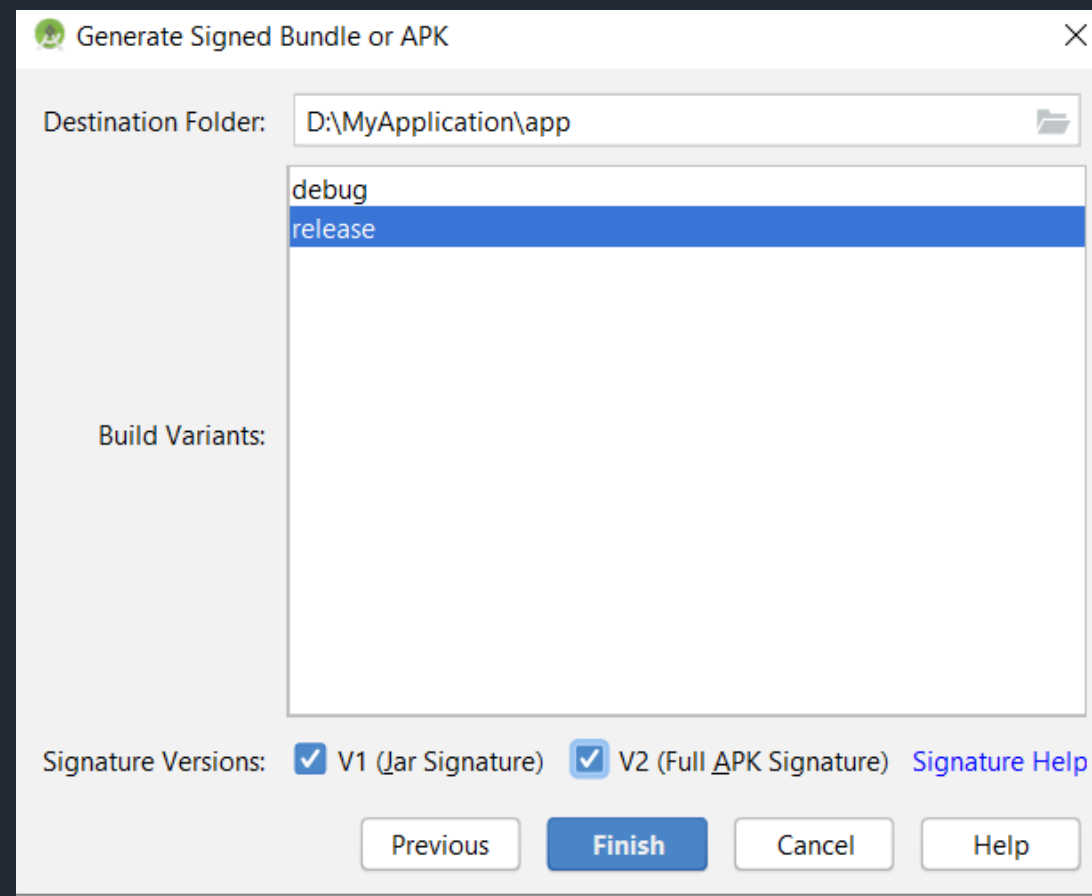 Generate Signed Bundle or APK
Destination Folder: D:\MyApplication\app
debug
release
Build Variants:
Signature Versions: V1 (Jar Signature) V2 (Full APK Signature) Signature Help
Previous Finish Cancel Help